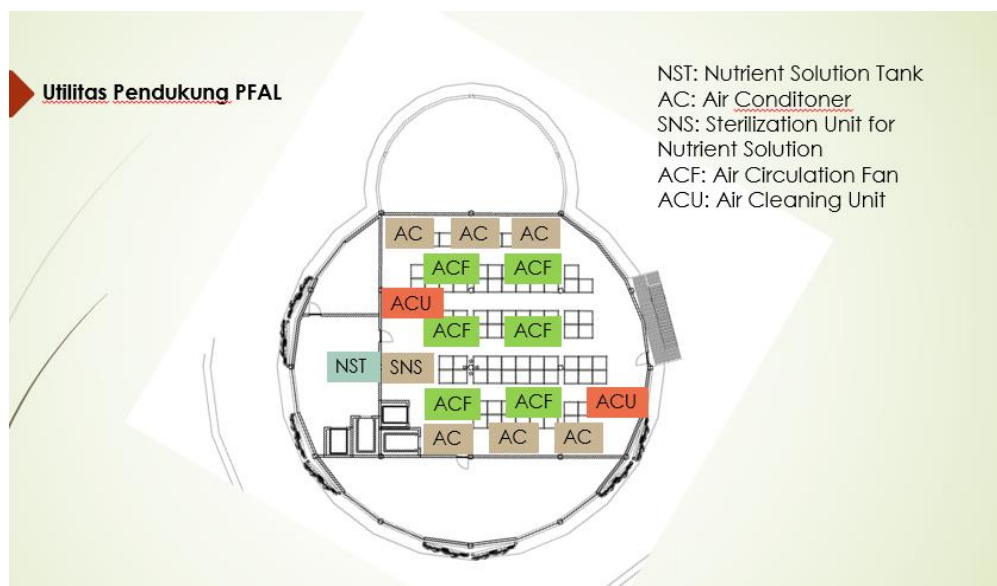 Utilitas Pendukung PFAL
NST: Nutrient Solution Tank
AC: Air Conditoner
SNS: Sterilization Unit for
Nutrient Solution
ACF: Air Circulation Fan
ACU: Air Cleaning Unit
AC AC AC
ACF ACF
ACU
ACF ACF
NST SNS
ACF ACF ACU
AC AC AC